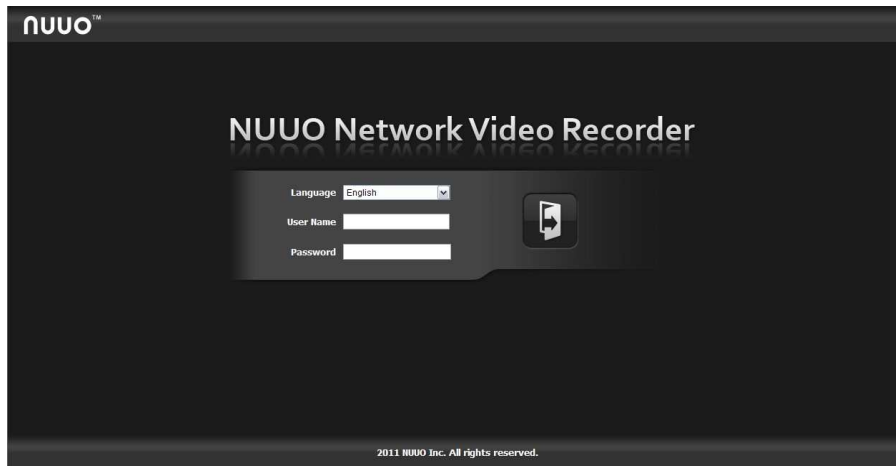 NUUO™
NUUO Network Video Recorder
Language English
User Name
Password
2011 NUUO Inc. All rights reserved.